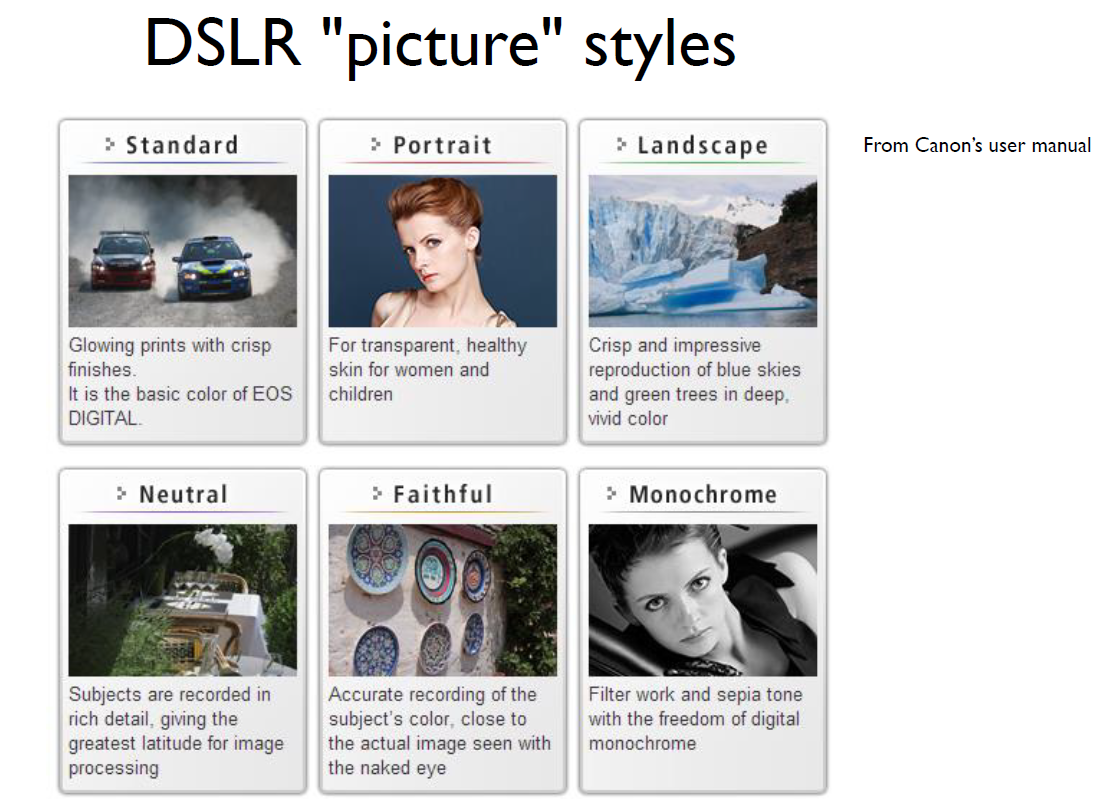 DSLR "picture" styles
From Canon’s user manual
Standard
Glowing prints with crisp
finishes.
It is the basic color of EOS
DIGITAL.
Portrait
For transparent, healthy
skin for women and
children
Landscape
Crisp and impressive
reproduction of blue skies
and green trees in deep,
vivid color
Neutral
Subjects are recorded in
rich detail, giving the
greatest latitude for image
processing
Faithful
Accurate recording of the
subject's color, close to
the actual image seen with
the naked eye
Monochrome
Filter work and sepia tone
with the freedom of digital
monochrome